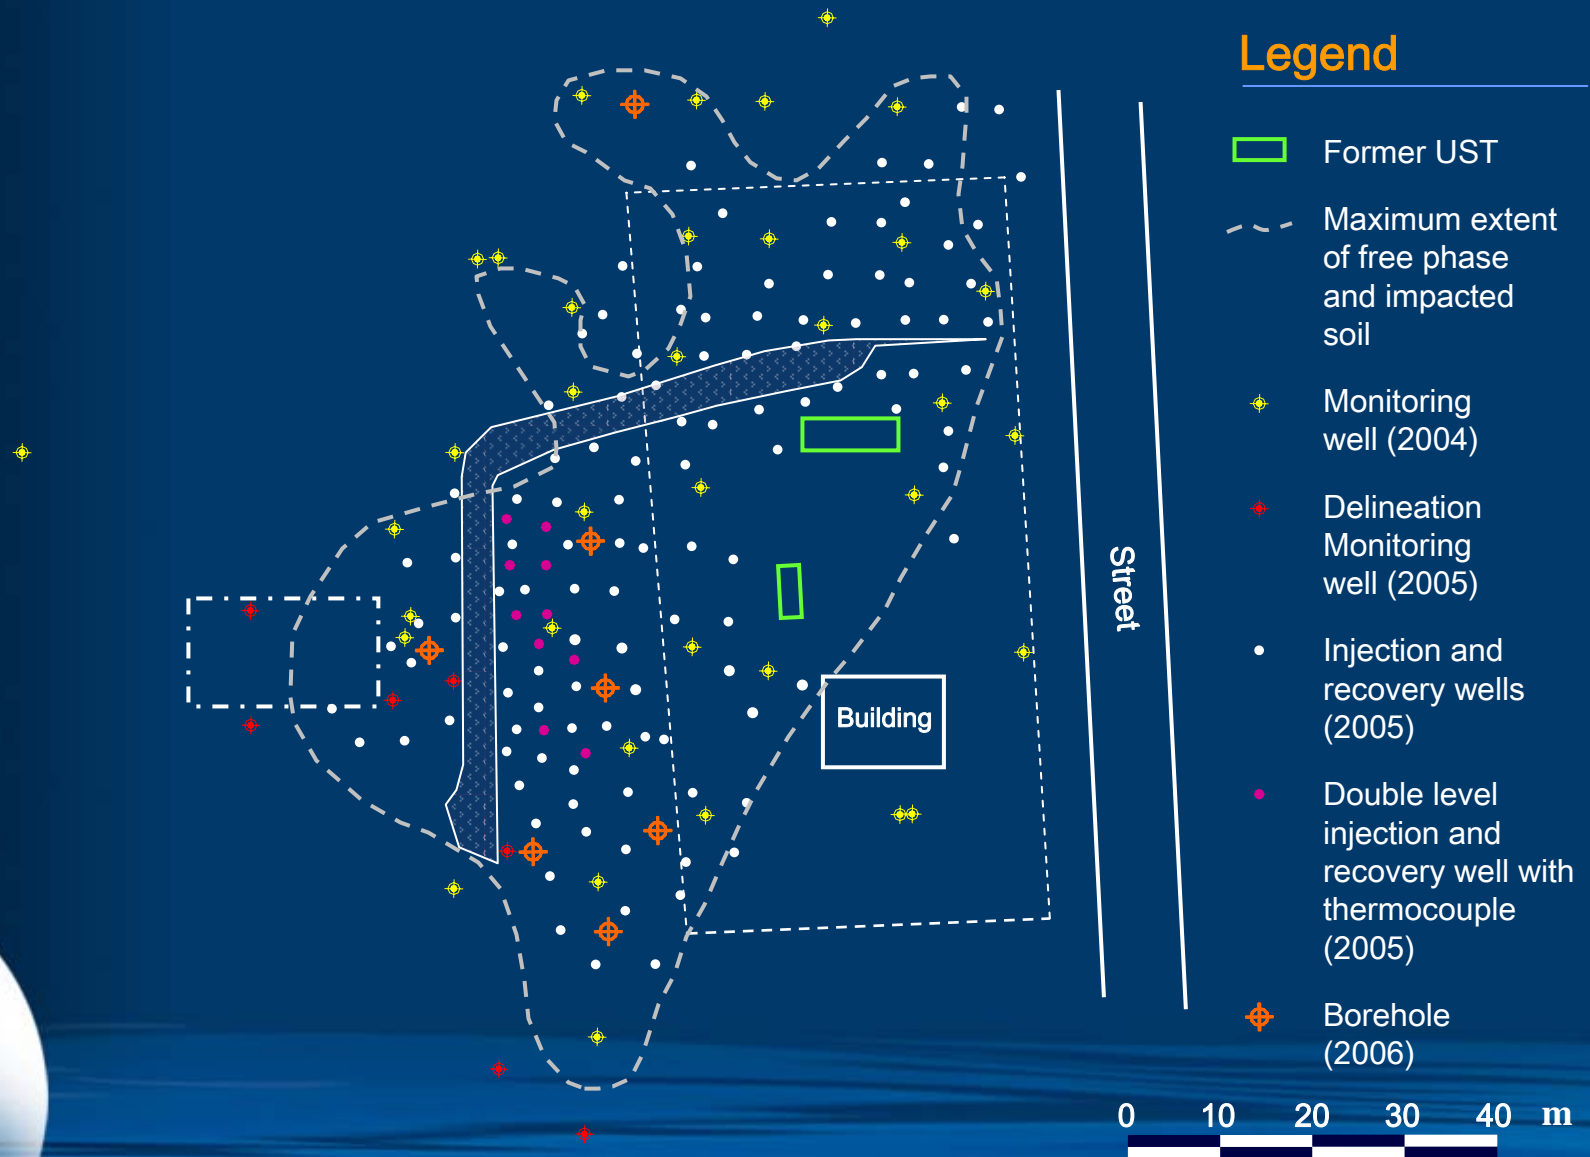 Legend
Former UST
Maximum extent
of free phase
and impacted
soil
Monitoring
well (2004)
Delineation
Monitoring
well (2005)
Injection and
recovery wells
(2005)
Double level
injection and
recovery well with
thermocouple
(2005)
Borehole
(2006)
Street
Building
0 10 20 30 40 m